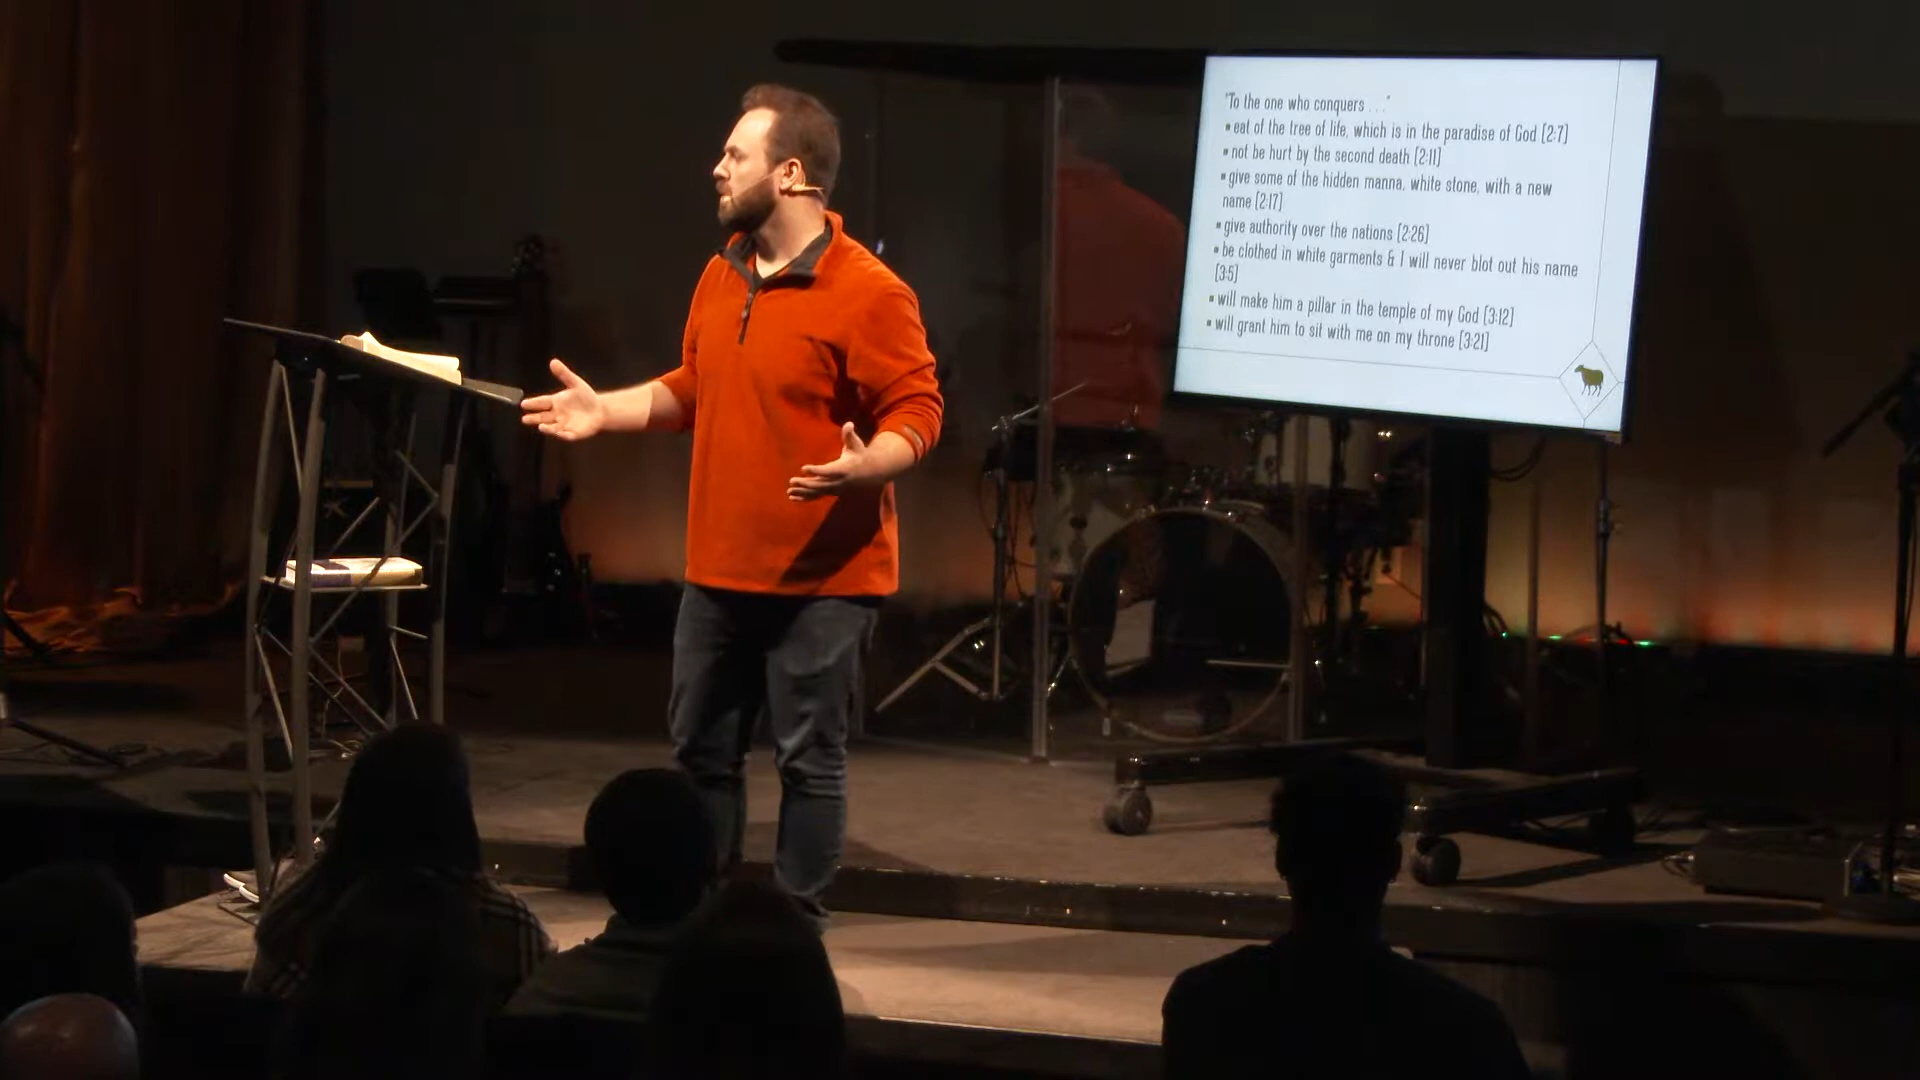 "To the one who conquers . . ."
▪ eat of the tree of life, which is in the paradise of God [2:7]
▪ not be hurt by the second death [2:11]
▪ give some of the hidden manna, white stone, with a new
name [2:17]
▪ give authority over the nations [2:26]
▪ be clothed in white garments & I will never blot out his name
[3:5]
▪ will make him a pillar in the temple of my God [3:12]
▪ will grant him to sit with me on my throne [3:21]